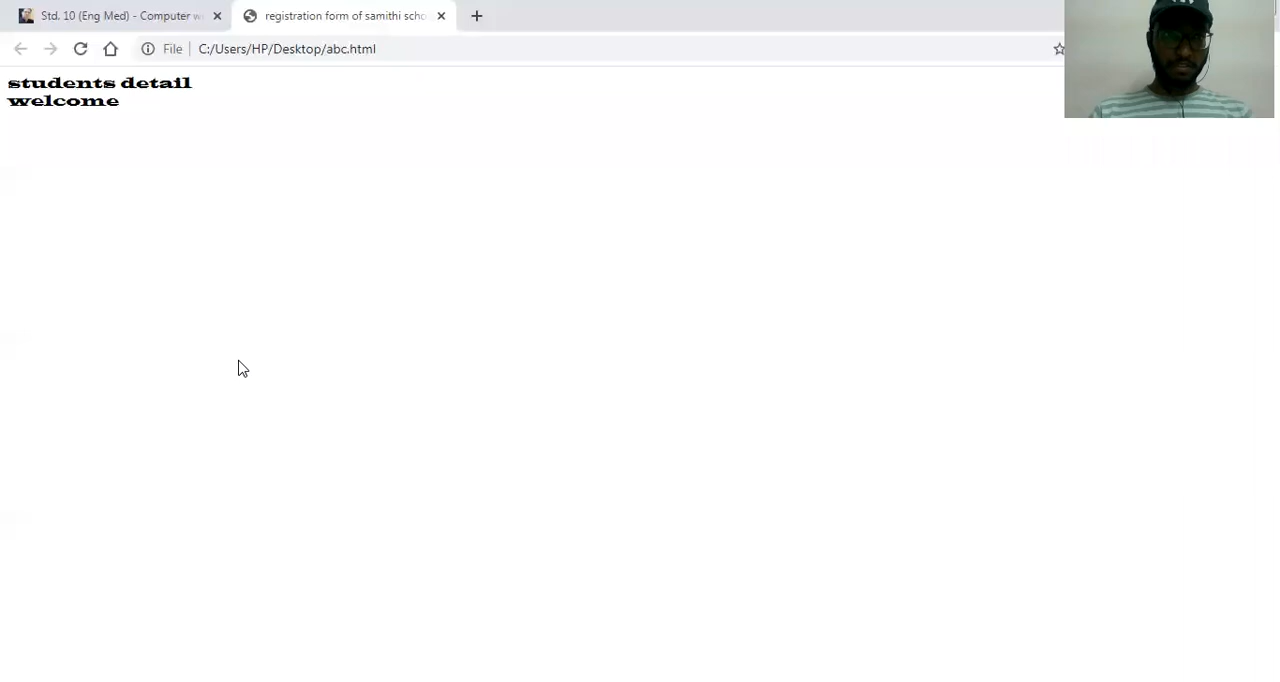 Std. 10 (Eng Med) - Computer w
registration form of samithi scho
File
C:/Users/HP/Desktop/abc.html
students detail
welcome